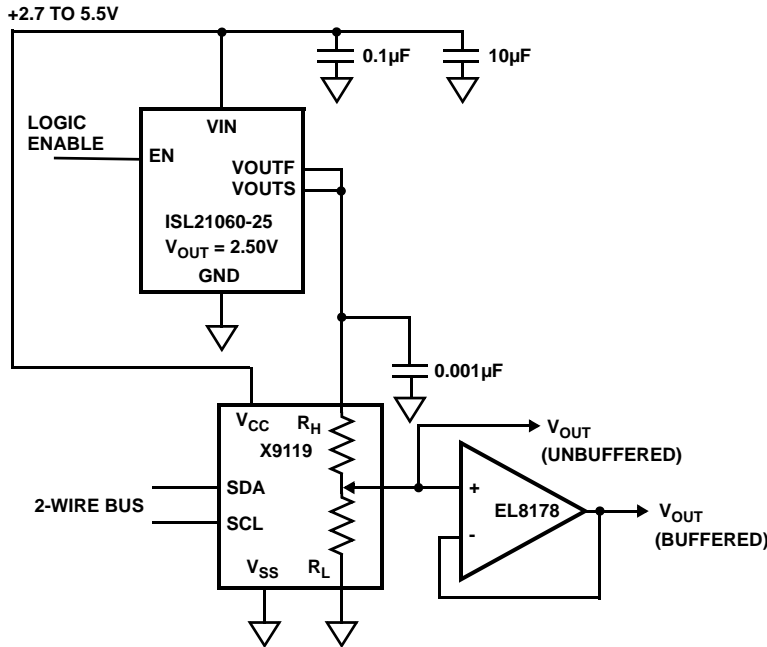 +2.7 TO 5.5V
0.1µF
10µF
LOGIC
ENABLE
VIN
EN
VOUTF
VOUTS
ISL21060-25
VOUT = 2.50V
GND
0.001µF
VCC
RH
X9119
VOUT
(UNBUFFERED)
2-WIRE BUS
SDA
SCL
+
EL8178
-
VOUT
(BUFFERED)
VSS
RL